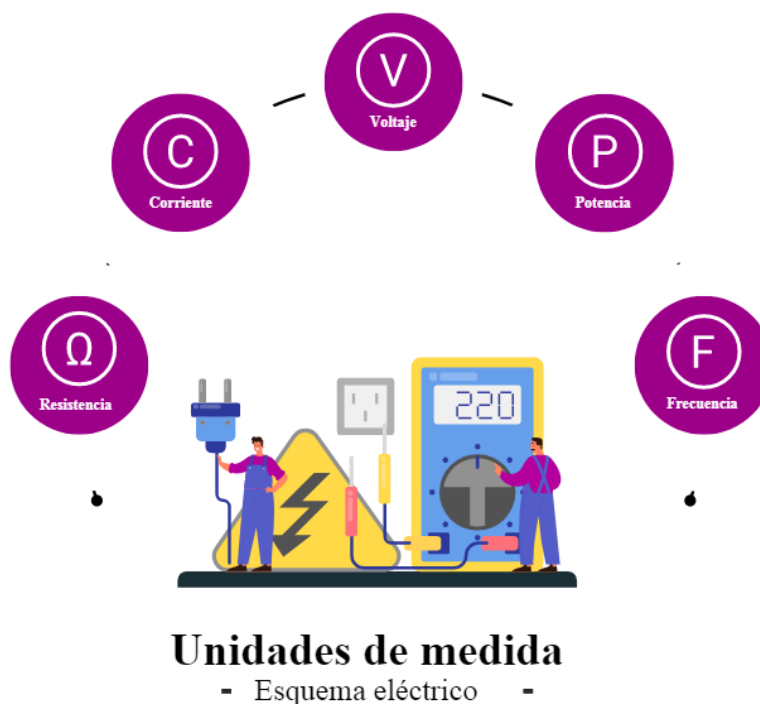 V
Voltaje
C
Corriente
P
Potencia
Ω
Resistencia
F
Frecuencia
220
Unidades de medida
- Esquema eléctrico -